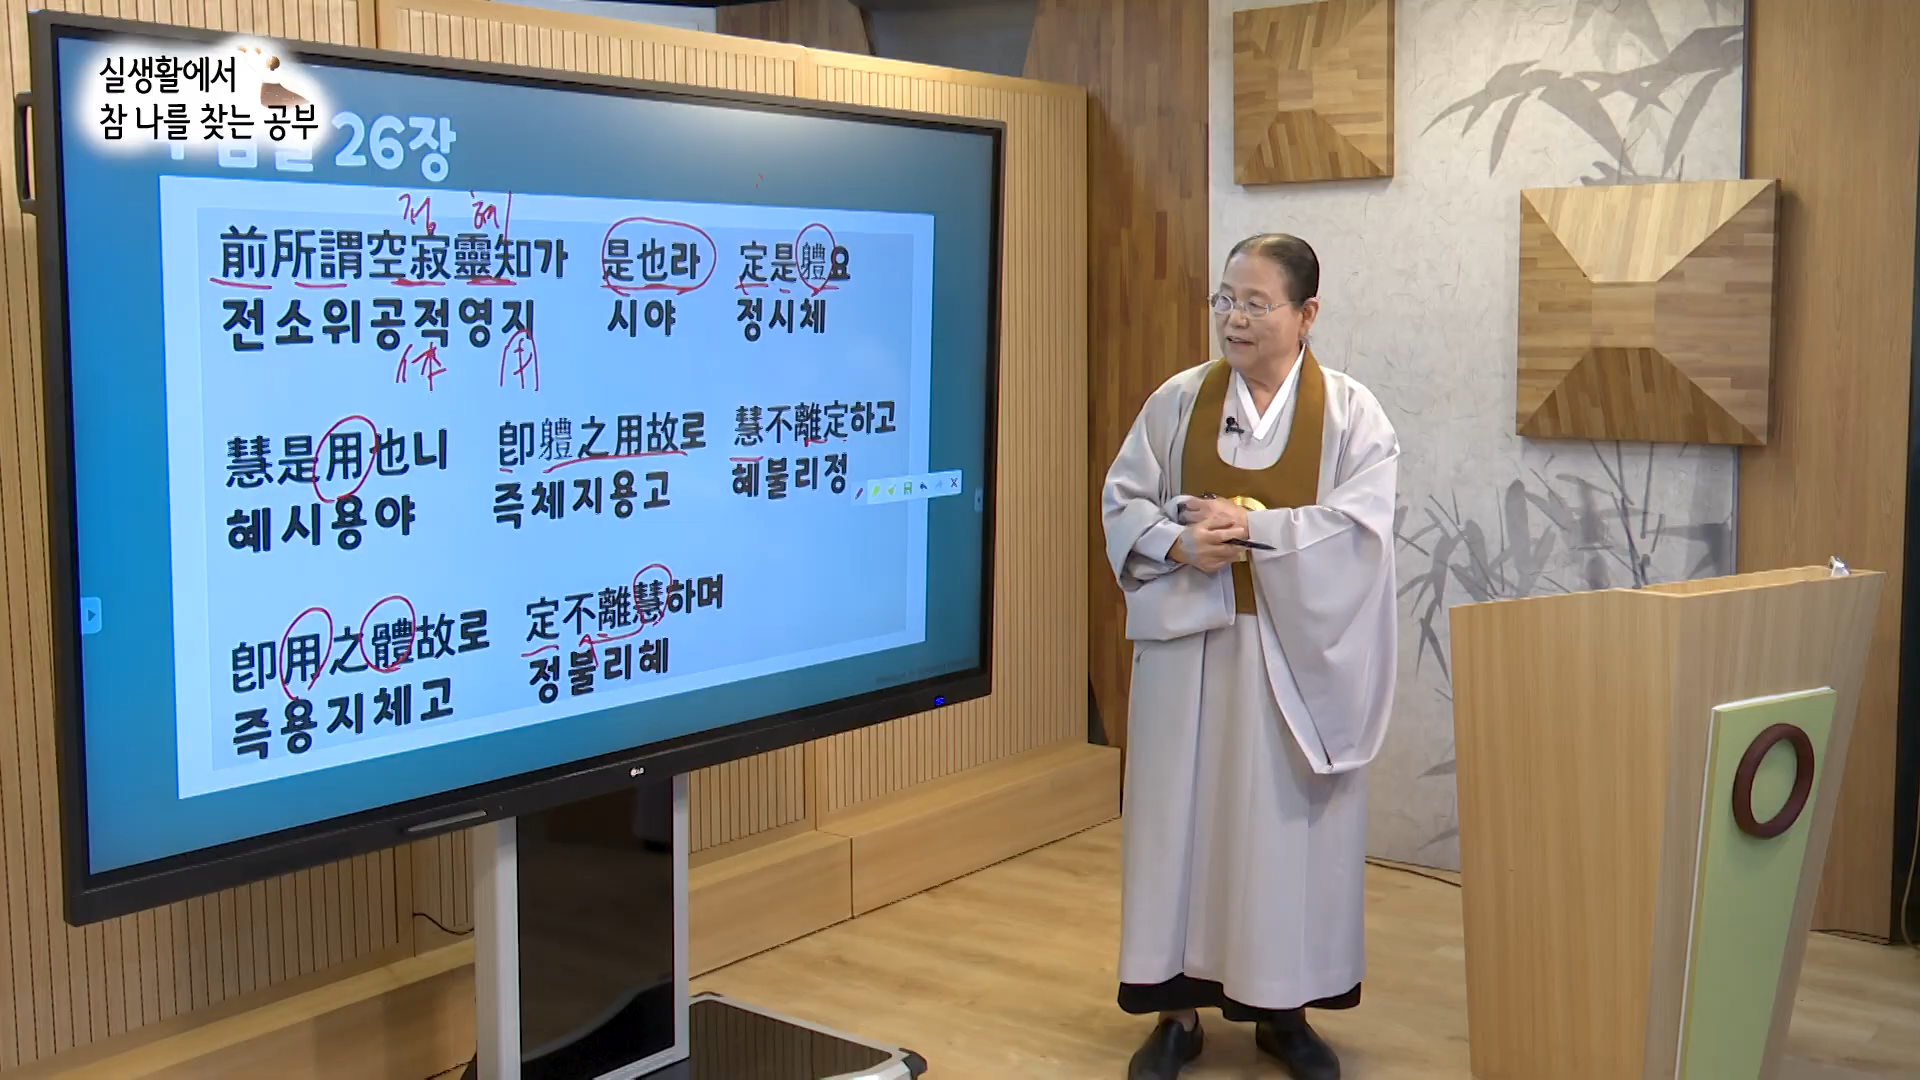 실생활에서
참 나를 찾는 공부
26장
정 혜
前所謂空寂靈知가 是也라 定是軆요
전소위공적영지 시야 정시체
体 用
慧是用也니 卽軆之用故로 慧不離定하고
혜시용야 즉체지용고 혜불리정
卽用之體故로 定不離慧하며
즉용지체고 정불리혜
LG